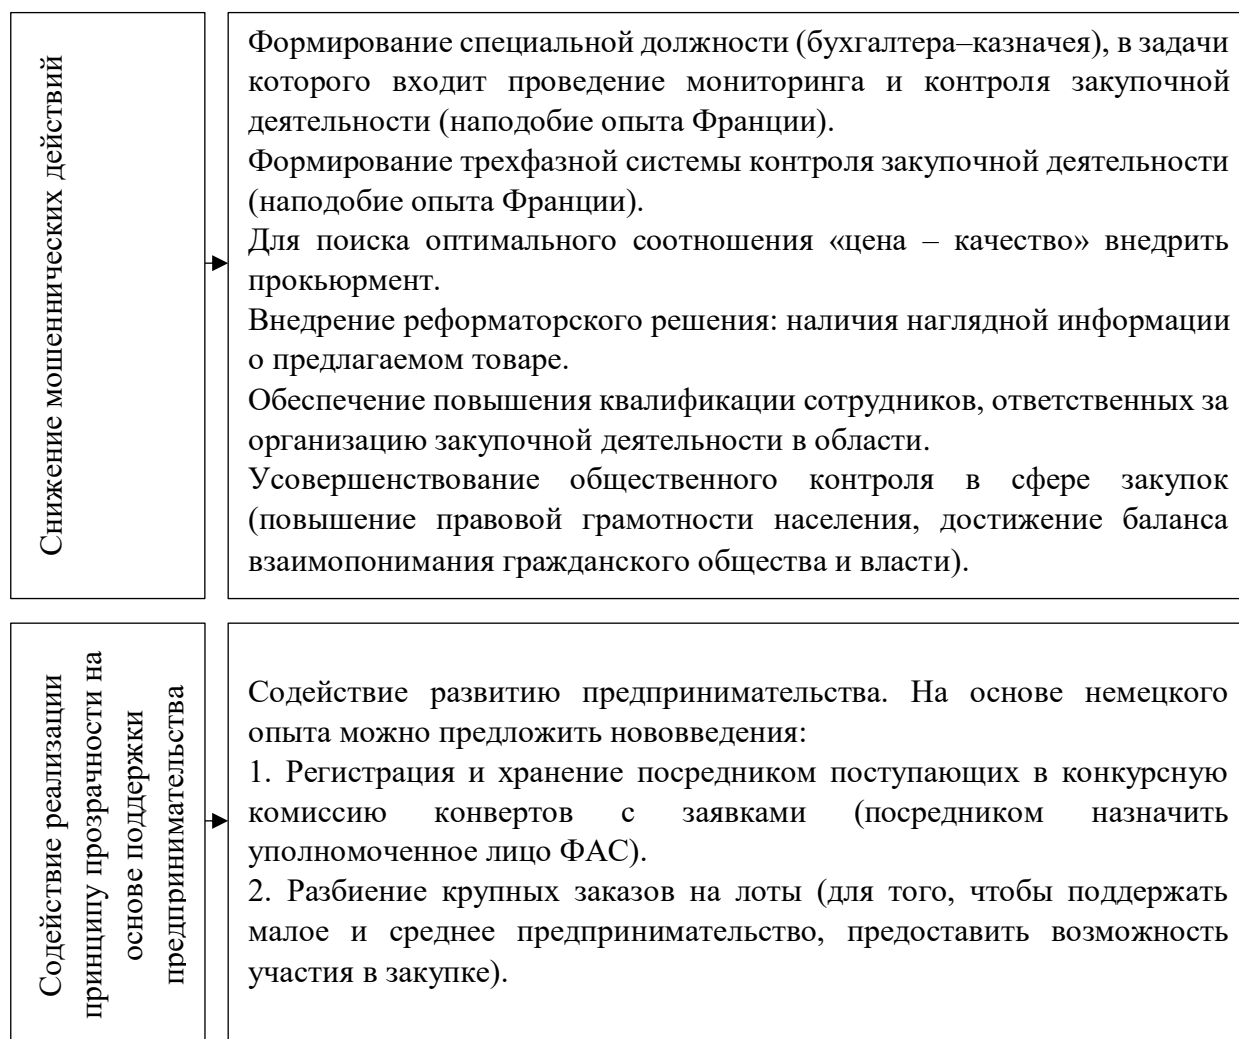 Снижение мошеннических действий
Формирование специальной должности (бухгалтера–казначея), в задачи
которого входит проведение мониторинга и контроля закупочной
деятельности (наподобие опыта Франции).
Формирование трехфазной системы контроля закупочной деятельности
(наподобие опыта Франции).
Для поиска оптимального соотношения «цена – качество» внедрить
прокьюрмент.
Внедрение реформаторского решения: наличия наглядной информации
о предлагаемом товаре.
Обеспечение повышения квалификации сотрудников, ответственных за
организацию закупочной деятельности в области.
Усовершенствование общественного контроля в сфере закупок
(повышение правовой грамотности населения, достижение баланса
взаимопонимания гражданского общества и власти).
Содействие реализации
принципу прозрачности на
основе поддержки
предпринимательства
Содействие развитию предпринимательства. На основе немецкого
опыта можно предложить нововведения:
1. Регистрация и хранение посредником поступающих в конкурсную
комиссию конвертов с заявками (посредником назначить
уполномоченное лицо ФАС).
2. Разбиение крупных заказов на лоты (для того, чтобы поддержать
малое и среднее предпринимательство, предоставить возможность
участия в закупке).